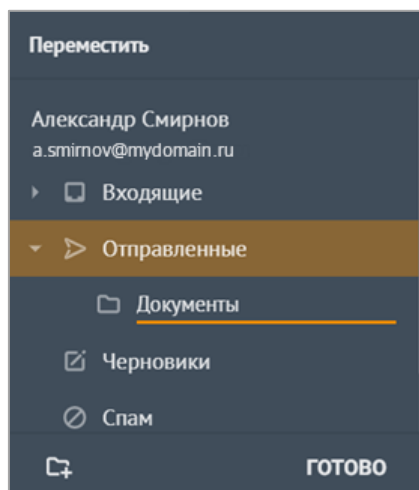 Переместить
Александр Смирнов
a.smirnov@mydomain.ru
Входящие
Отправленные
Документы
Черновики
Спам
ГОТОВО